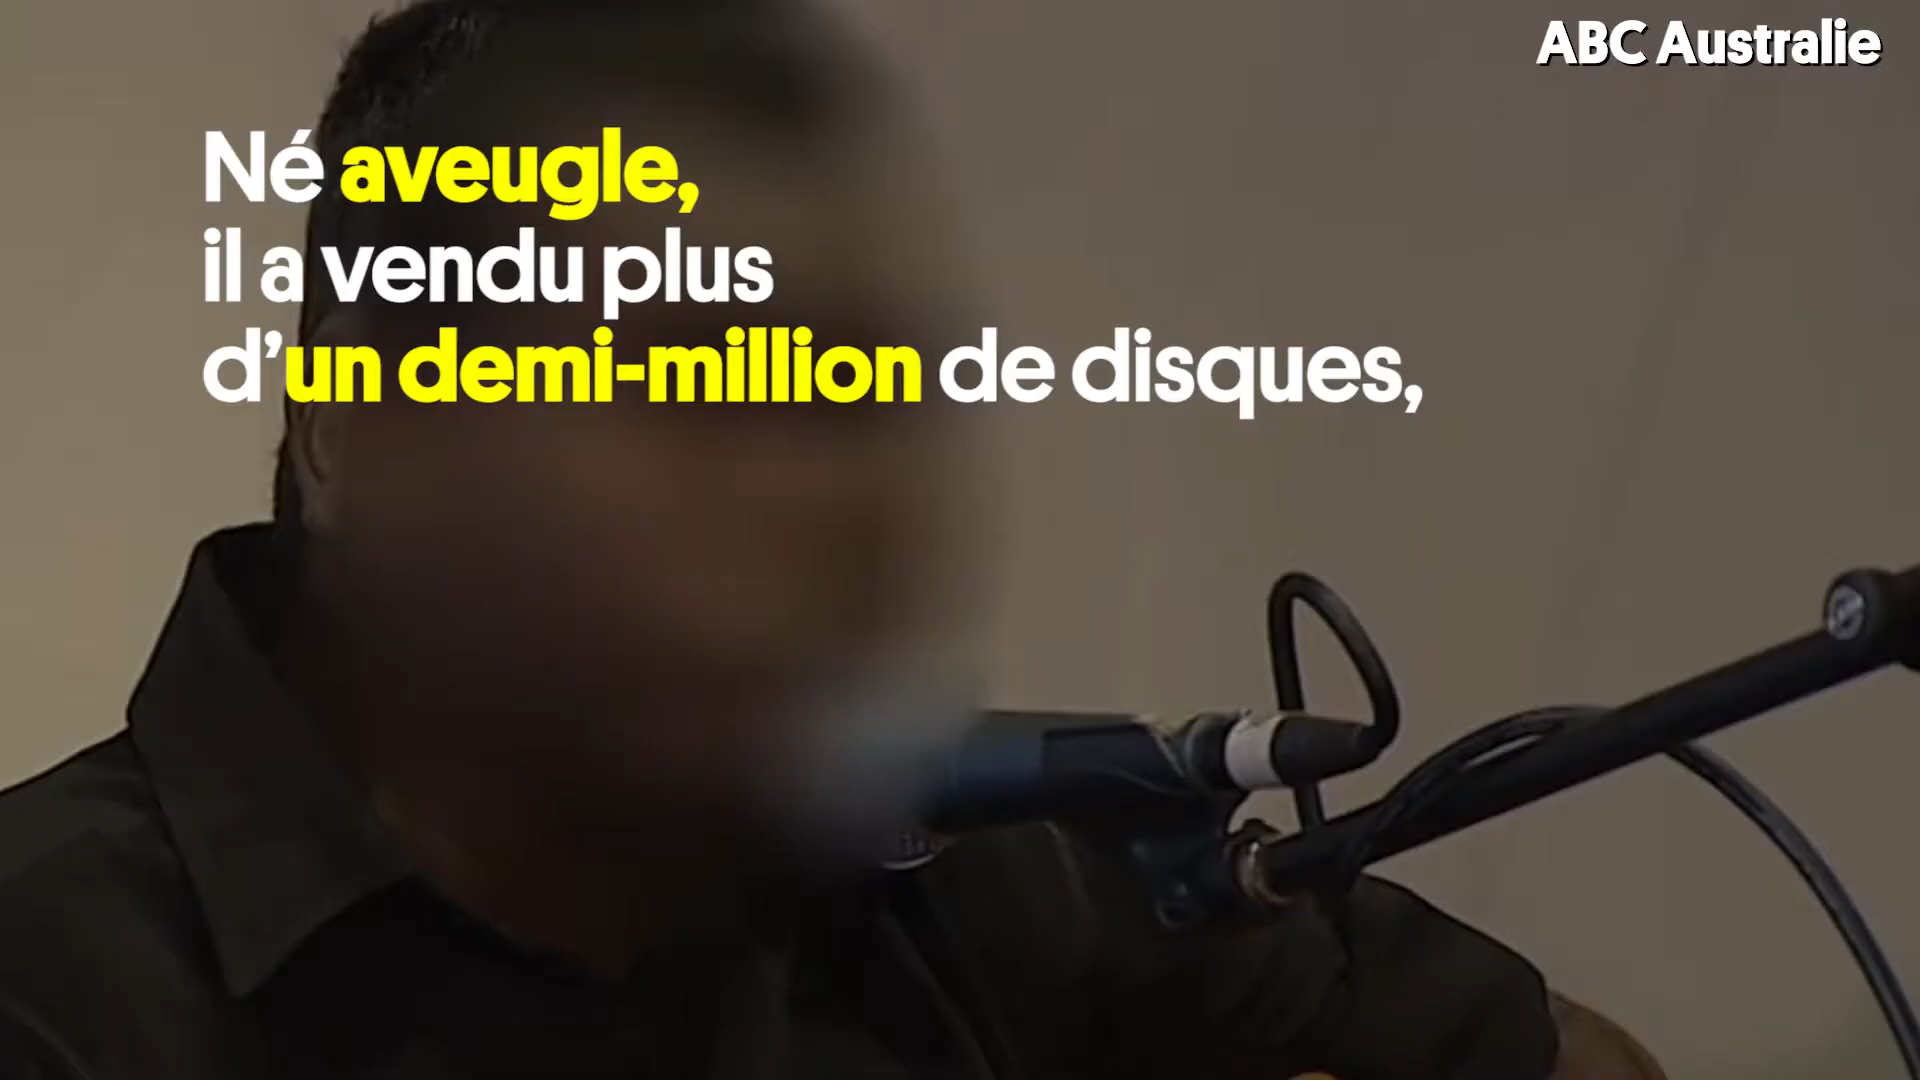 ABC Australie
Né aveugle,
il a vendu plus
d’un demi-million de disques,